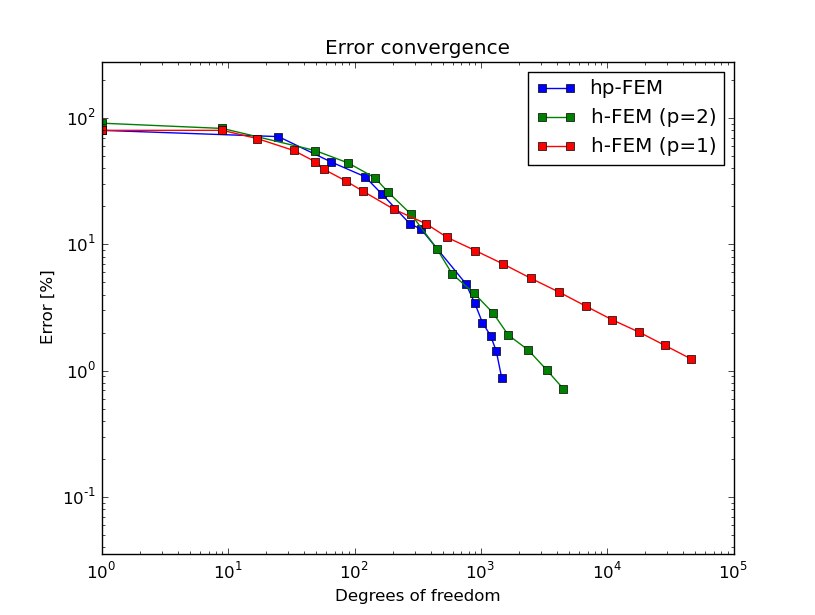 Error convergence
hp-FEM
h-FEM (p=2)
h-FEM (p=1)
Error [%]
10^2
10^1
10^0
10^-1
10^0 10^1 10^2 10^3 10^4 10^5
Degrees of freedom